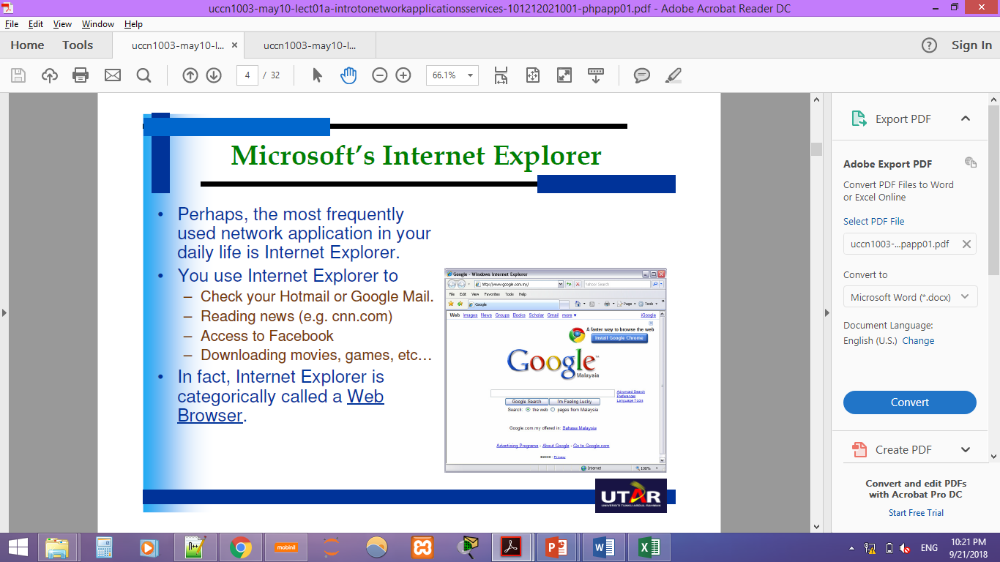 uccn1003-may10-lect01a-introtonetworkapplicationsservices-101212021001-phpapp01.pdf - Adobe Acrobat Reader DC
File Edit View Window Help
Home Tools uccn1003-may10-l... × uccn1003-may10-l... ? Sign In
4 / 32 66.1%
Microsoft's Internet Explorer
• Perhaps, the most frequently
used network application in your
daily life is Internet Explorer.
• You use Internet Explorer to
– Check your Hotmail or Google Mail.
– Reading news (e.g. cnn.com)
– Access to Facebook
– Downloading movies, games, etc…
• In fact, Internet Explorer is
categorically called a Web
Browser.
Google - Windows Internet Explorer
http://www.google.com.my/ Yahoo! Search
File Edit View Favorites Tools Help
Google Page Tools
Web Images News Groups Books Scholar Gmail more ▼ iGoogle
A faster way to browse the web
Install Google Chrome
Google™
Malaysia
Advanced Search
Preferences
Language Tools
Google Search I'm Feeling Lucky
Search: the web pages from Malaysia
Google.com.my offered in: Bahasa Malaysia
Advertising Programs - About Google - Go to Google.com
©2009 - Privacy
Internet 100%
UTAR
UNIVERSITI TUNKU ABDUL RAHMAN
Export PDF
Adobe Export PDF
Convert PDF Files to Word
or Excel Online
Select PDF File
uccn1003-...papp01.pdf
Convert to
Microsoft Word (*.docx)
Document Language:
English (U.S.) Change
Convert
Create PDF
Convert and edit PDFs
with Acrobat Pro DC
Start Free Trial
mobinil
ENG
10:21 PM
9/21/2018